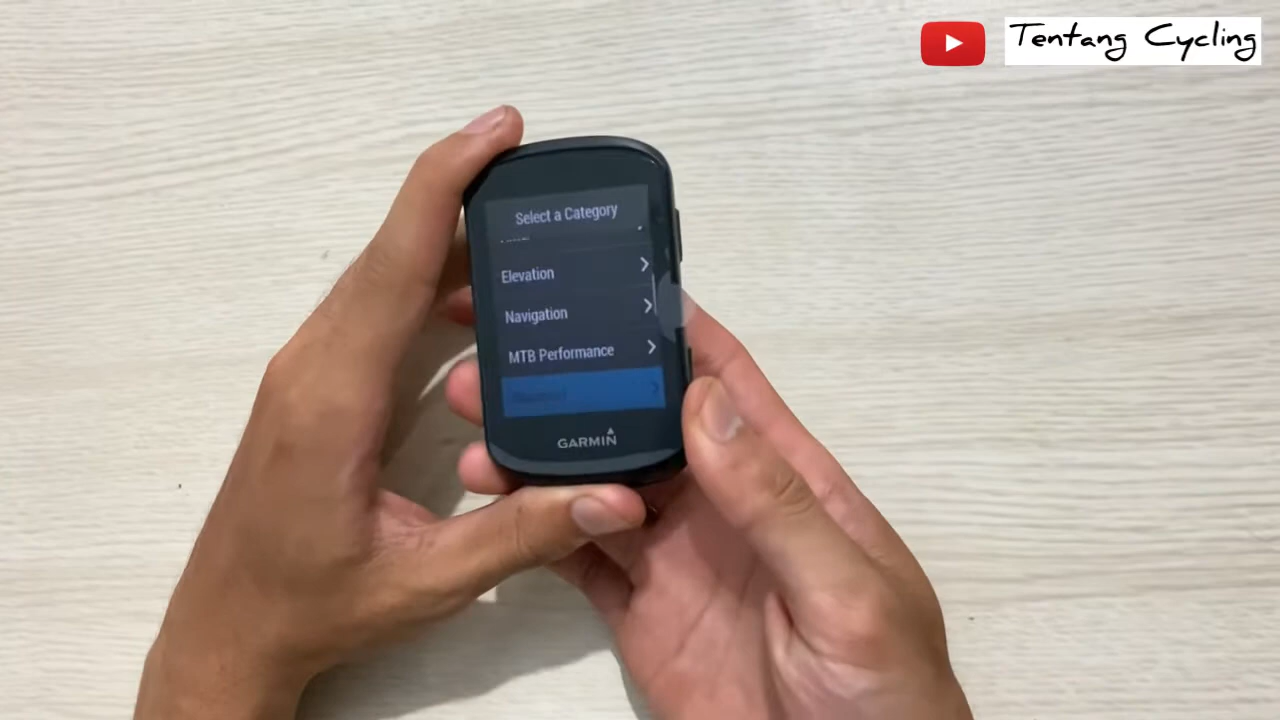 Tentang Cycling
Select a Category
Elevation
Navigation
MTB Performance
GARMIN